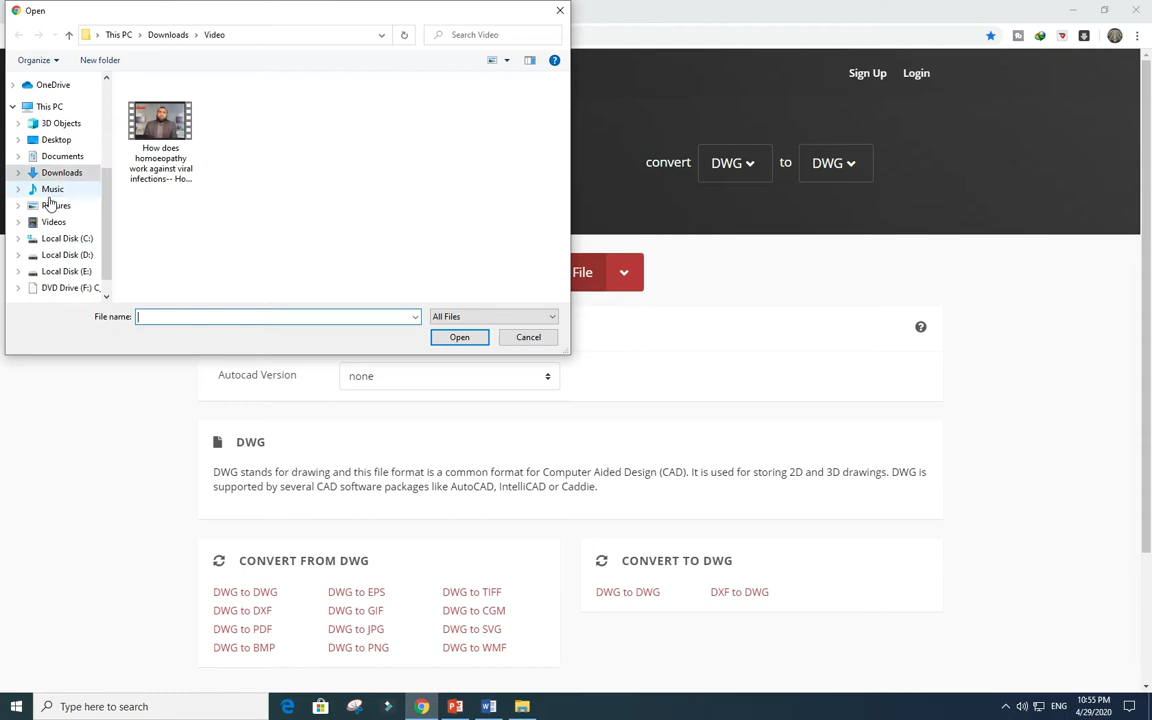 Open
This PC > Downloads > Video
Search Video
Organize
New folder
OneDrive
This PC
3D Objects
Desktop
Documents
Downloads
Music
Pictures
Videos
Local Disk (C:)
Local Disk (D:)
Local Disk (E:)
DVD Drive (F:) C
How does
homoeopathy
work against viral
infections-- Ho...
File name:
All Files
Open
Cancel
Sign Up
Login
convert DWG to DWG
File
Autocad Version
none
DWG
DWG stands for drawing and this file format is a common format for Computer Aided Design (CAD). It is used for storing 2D and 3D drawings. DWG is
supported by several CAD software packages like AutoCAD, IntelliCAD or Caddie.
CONVERT FROM DWG
DWG to DWG
DWG to DXF
DWG to PDF
DWG to BMP
DWG to EPS
DWG to GIF
DWG to JPG
DWG to PNG
DWG to TIFF
DWG to CGM
DWG to SVG
DWG to WMF
CONVERT TO DWG
DWG to DWG
DXF to DWG
Type here to search
ENG
10:55 PM
4/29/2020